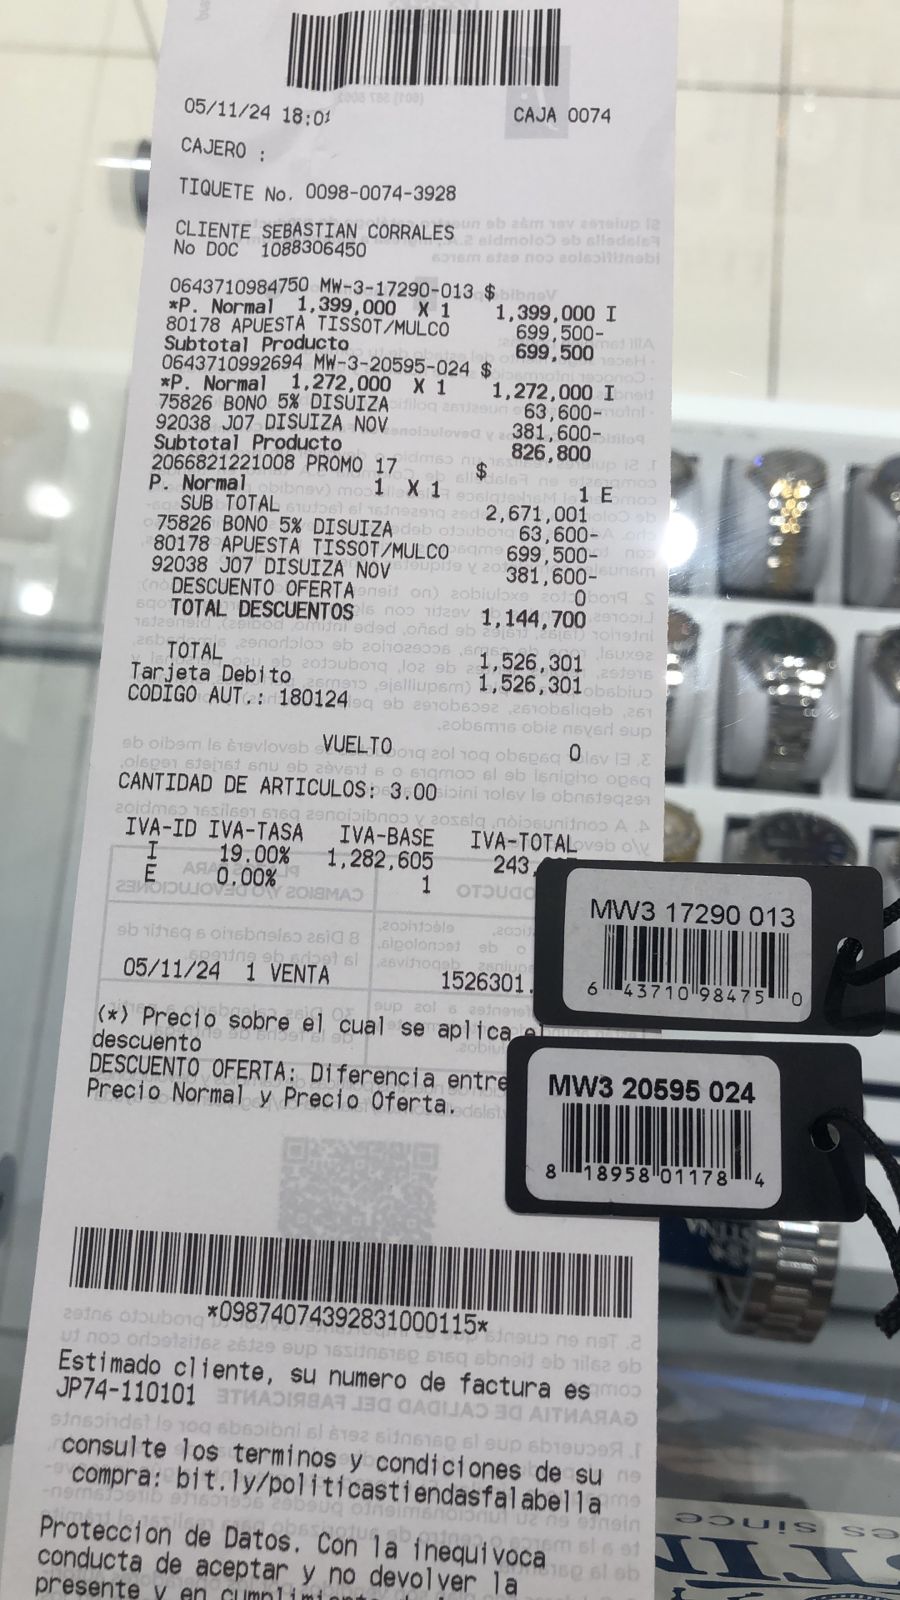 05/11/24 18:01 CAJA 0074
CAJERO :
TIQUETE No. 0098-0074-3928
CLIENTE SEBASTIAN CORRALES
No DOC 1088306450
0643710984750 MW-3-17290-013 $
*P. Normal 1,399,000 X 1 1,399,000 I
80178 APUESTA TISSOT/MULCO 699,500-
Subtotal Producto 699,500
0643710992694 MW-3-20595-024 $
*P. Normal 1,272,000 X 1 1,272,000 I
75826 BONO 5% DISUIZA 63,600-
92038 J07 DISUIZA NOV 381,600-
Subtotal Producto 826,800
2066821221008 PROMO 17 $
P. Normal 1 X 1 1 E
SUB TOTAL 2,671,001
75826 BONO 5% DISUIZA 63,600-
80178 APUESTA TISSOT/MULCO 699,500-
92038 J07 DISUIZA NOV 381,600-
DESCUENTO OFERTA 0
TOTAL DESCUENTOS 1,144,700
TOTAL 1,526,301
Tarjeta Debito 1,526,301
CODIGO AUT.: 180124
VUELTO 0
CANTIDAD DE ARTICULOS: 3.00
IVA-ID IVA-TASA IVA-BASE IVA-TOTAL
I 19.00% 1,282,605 243,
E 0.00% 1
05/11/24 1 VENTA 1526301.
(*) Precio sobre el cual se aplica el
descuento
DESCUENTO OFERTA: Diferencia entre
Precio Normal y Precio Oferta.
MW3 17290 013
6 43710 98475 0
MW3 20595 024
8 18958 01178 4
*09874074392831000115*
Estimado cliente, su numero de factura es
JP74-110101
consulte los terminos y condiciones de su
compra: bit.ly/politicastiendasfalabella
Proteccion de Datos. Con la inequivoca
conducta de aceptar y no devolver la
presente y en cumplimiento